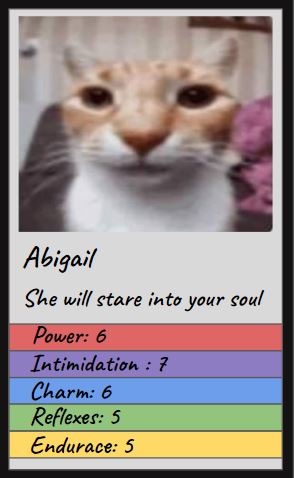 Abigail
She will stare into your soul
Power: 6
Intimidation : 7
Charm: 6
Reflexes: 5
Endurace: 5